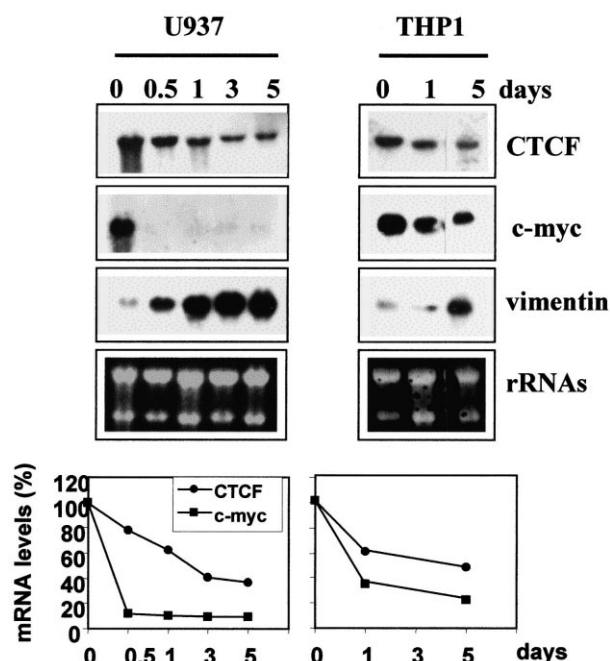 U937 THP1
0 0.5 1 3 5 0 1 5 days
CTCF
c-myc
vimentin
rRNAs
mRNA levels (%)
120
100
80
60
40
20
0
CTCF
c-myc
0 0.5 1 3 5 0 1 5 days